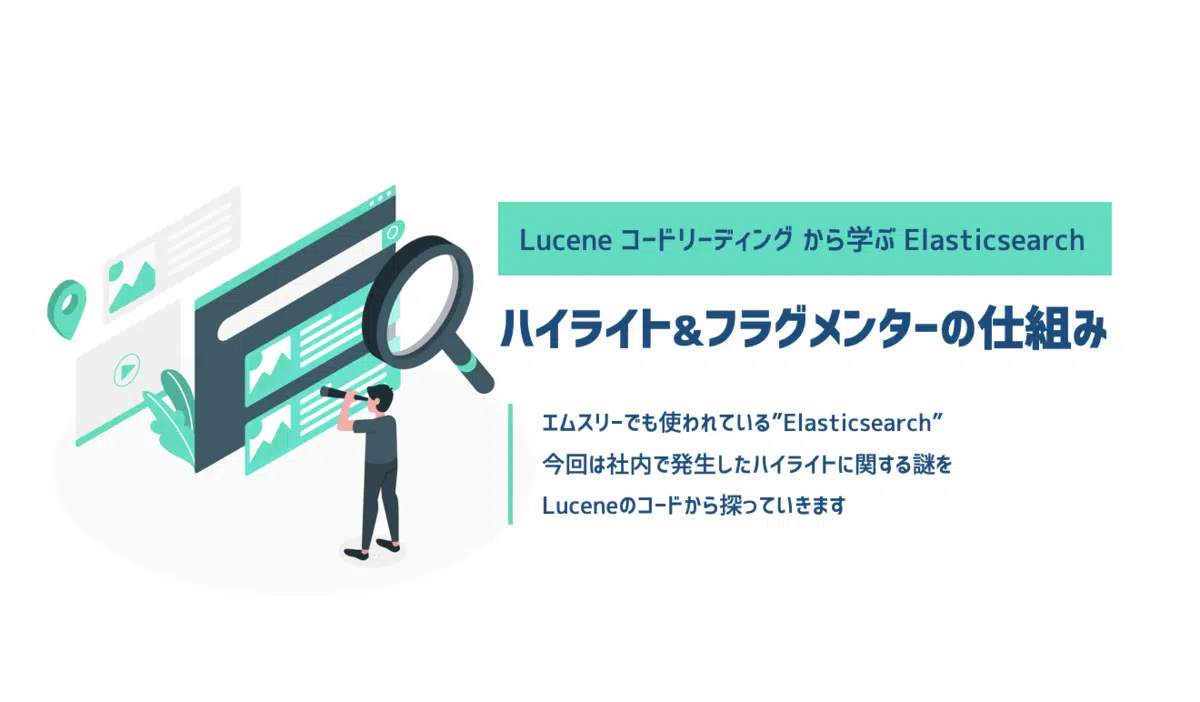 Lucene コードリーディング から学ぶ Elasticsearch
ハイライト&フラグメンターの仕組み
エムスリーでも使われている”Elasticsearch”
今回は社内で発生したハイライトに関する謎を
Luceneのコードから探っていきます